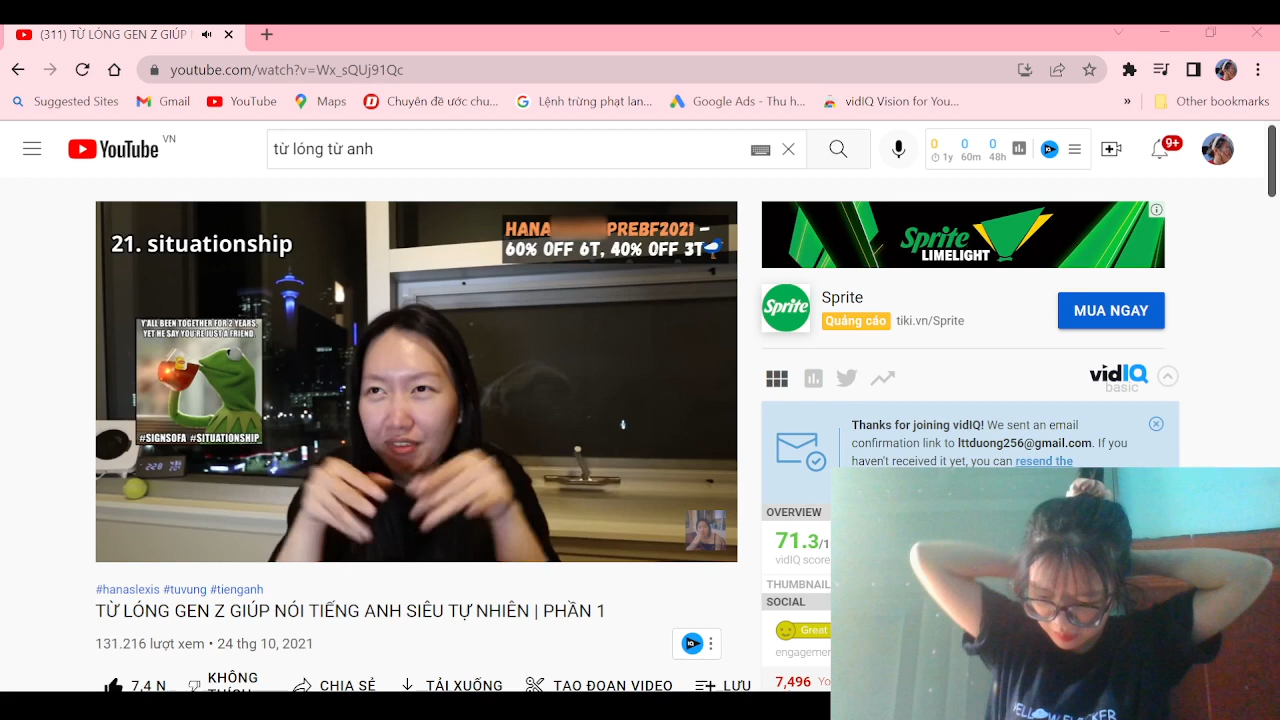 (311) TỪ LÓNG GEN Z GIÚP
youtube.com/watch?v=Wx_sQUj91Qc
Suggested Sites
Gmail
YouTube
Maps
Chuyên đề ước chu...
Lệnh trừng phạt lan...
Google Ads - Thu h...
vidIQ Vision for You...
»
Other bookmarks
YouTube VN
từ lóng từ anh
0 0 0
1y 60m 48h
9+
21. situationship
HANA PREBF2021 -
60% OFF 6T, 40% OFF 3T
Y'ALL BEEN TOGETHER FOR 2 YEARS,
YET HE SAY YOU'RE JUST A FRIEND.
#SIGNSOFA #SITUATIONSHIP
Sprite
LIMELIGHT
Sprite
Sprite
Quảng cáo tiki.vn/Sprite
MUA NGAY
vidIQ
basic
Thanks for joining vidIQ! We sent an email
confirmation link to lttduong256@gmail.com. If you
haven't received it yet, you can resend the
OVERVIEW
71.3/1
vidIQ score
THUMBNAIL
SOCIAL
Great
engagemen
7,496
#hanaslexis #tuvung #tienganh
TỪ LÓNG GEN Z GIÚP NÓI TIẾNG ANH SIÊU TỰ NHIÊN | PHẦN 1
131.216 lượt xem • 24 thg 10, 2021
7,4 N
KHÔNG
THÍCH
CHIA SẺ
TẢI XUỐNG
TẠO ĐOẠN VIDEO
LƯU